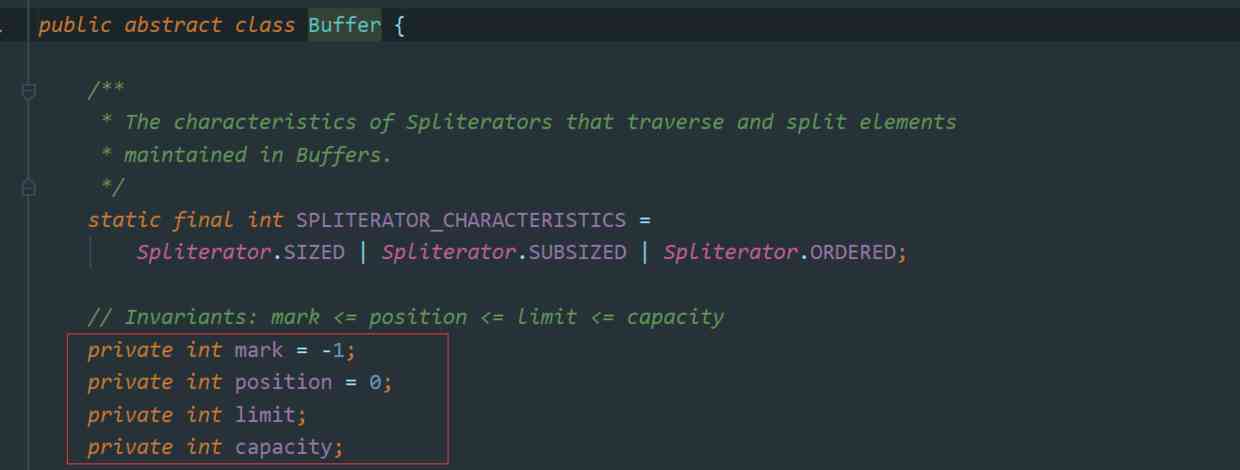 public abstract class Buffer {
/**
* The characteristics of Spliterators that traverse and split elements
* maintained in Buffers.
*/
static final int SPLITERATOR_CHARACTERISTICS =
Spliterator.SIZED | Spliterator.SUBSIZED | Spliterator.ORDERED;
// Invariants: mark <= position <= limit <= capacity
private int mark = -1;
private int position = 0;
private int limit;
private int capacity;